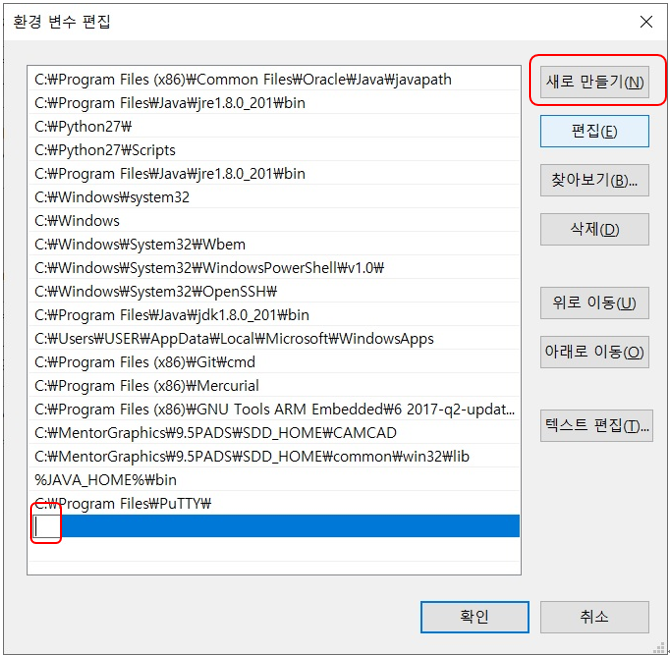 환경 변수 편집
C:₩Program Files (x86)₩Common Files₩Oracle₩Java₩javapath
C:₩Program Files₩Java₩jre1.8.0_201₩bin
C:₩Python27₩
C:₩Python27₩Scripts
C:₩Program Files₩Java₩jre1.8.0_201₩bin
C:₩Windows₩system32
C:₩Windows
C:₩Windows₩System32₩Wbem
C:₩Windows₩System32₩WindowsPowerShell₩v1.0₩
C:₩Windows₩System32₩OpenSSH₩
C:₩Program Files₩Java₩jdk1.8.0_201₩bin
C:₩Users₩USER₩AppData₩Local₩Microsoft₩WindowsApps
C:₩Program Files (x86)₩Git₩cmd
C:₩Program Files (x86)₩Mercurial
C:₩Program Files (x86)₩GNU Tools ARM Embedded₩6 2017-q2-updat...
C:₩MentorGraphics₩9.5PADS₩SDD_HOME₩CAMCAD
C:₩MentorGraphics₩9.5PADS₩SDD_HOME₩common₩win32₩lib
%JAVA_HOME%₩bin
C:₩Program Files₩PuTTY₩
새로 만들기(N)
편집(E)
찾아보기(B)...
삭제(D)
위로 이동(U)
아래로 이동(O)
텍스트 편집(T)...
확인
취소